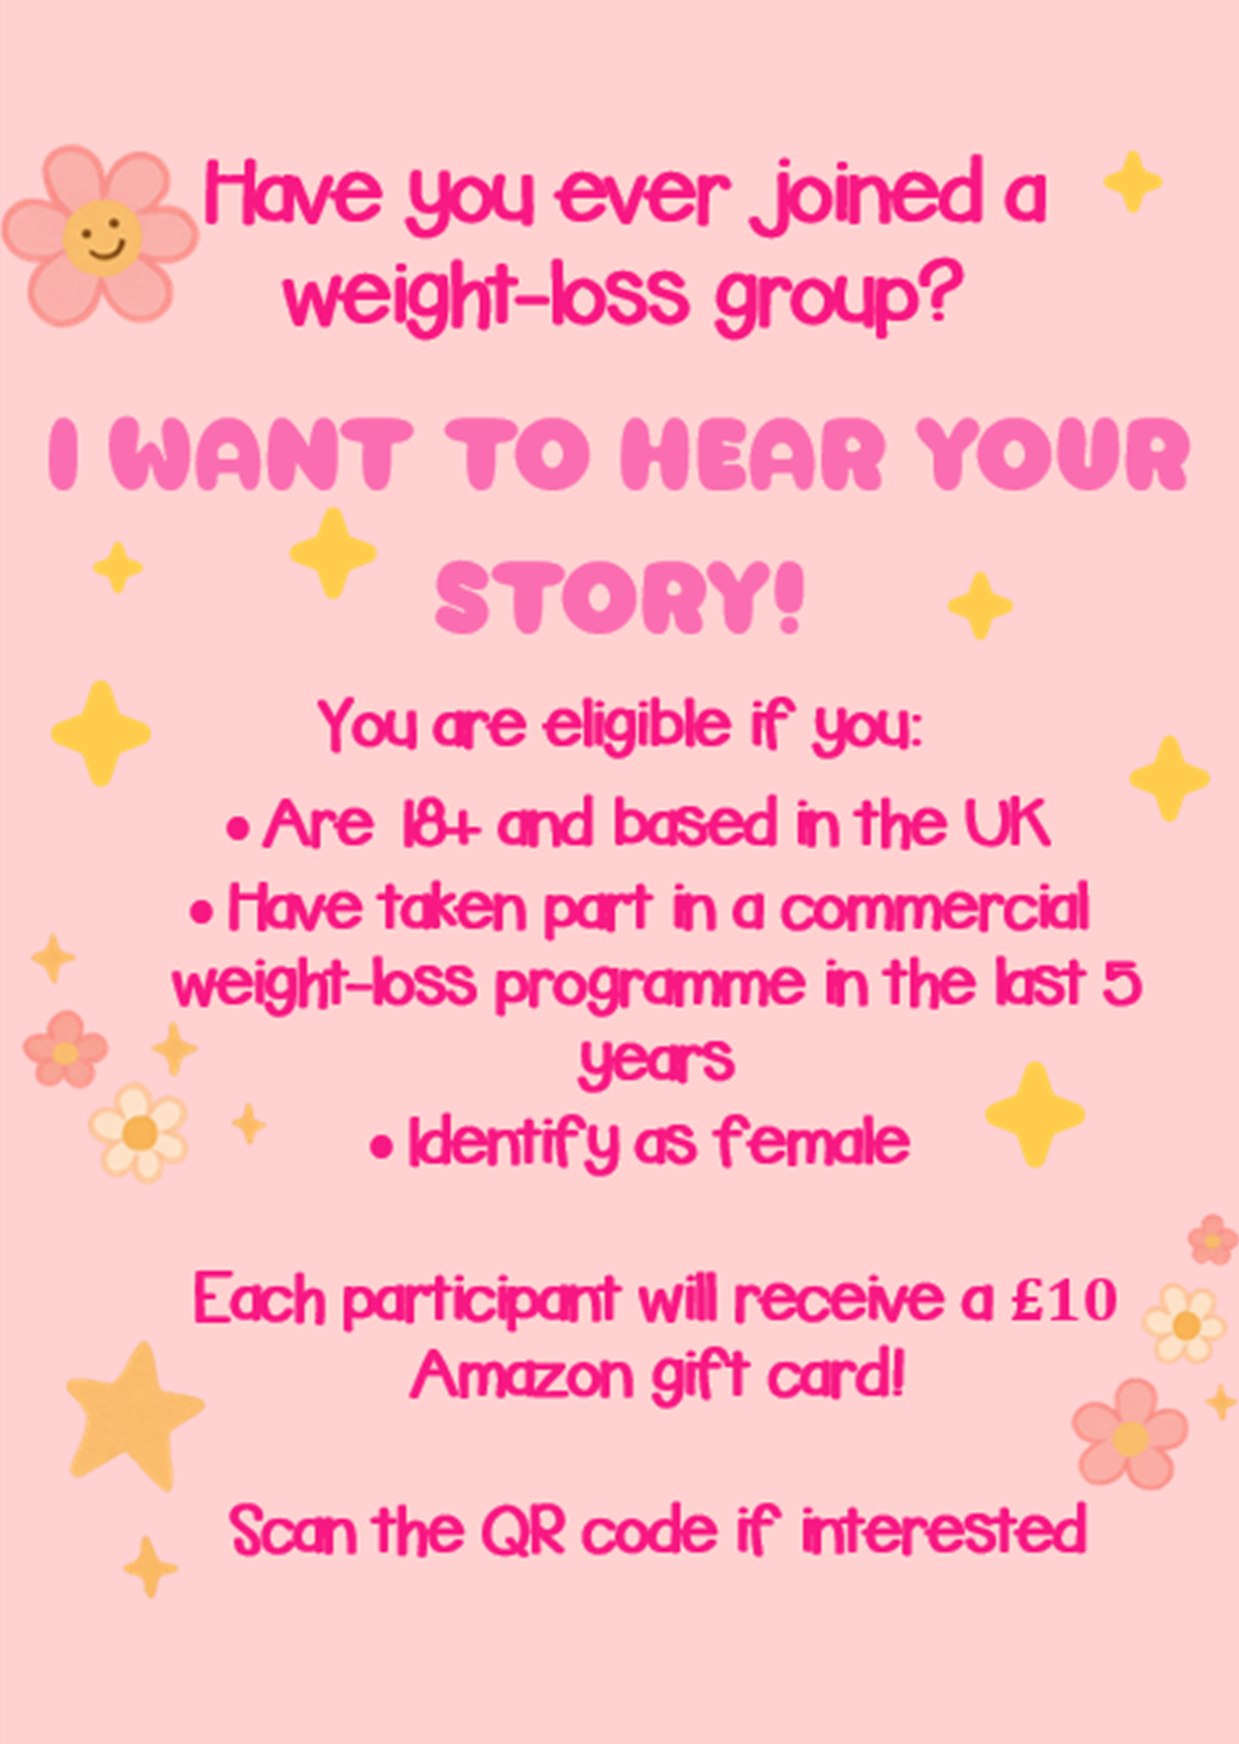 Have you ever joined a
weight-loss group?
I WANT TO HEAR YOUR
STORY!
You are eligible if you:
• Are 18+ and based in the UK
• Have taken part in a commercial
weight-loss programme in the last 5
years
• Identify as female
Each participant will receive a £10
Amazon gift card!
Scan the QR code if interested